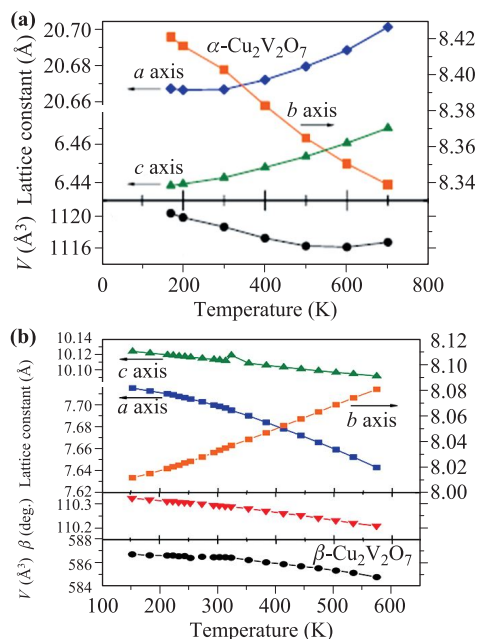 (a)
α-Cu₂V₂O₇
Lattice constant (Å)
20.70
20.68
20.66
6.46
6.44
a axis
b axis
c axis
8.42
8.40
8.39
8.37
8.36
8.34
V (Å³)
1120
1116
0 200 400 600 800
Temperature (K)
(b)
Lattice constant (Å)
10.14
10.12
10.10
7.70
7.68
7.66
7.64
7.62
c axis
a axis
b axis
8.12
8.10
8.08
8.06
8.04
8.02
8.00
β (deg.)
110.3
110.2
V (Å³)
588
586
584
β-Cu₂V₂O₇
100 200 300 400 500 600
Temperature (K)